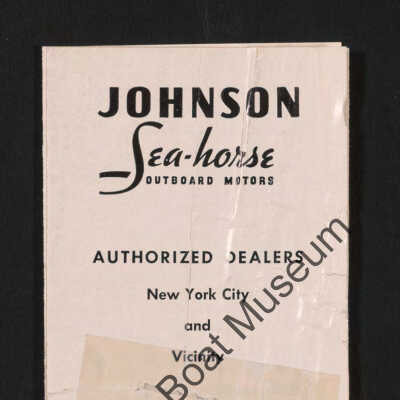 JOHNSON
Sea-horse
OUTBOARD MOTORS
AUTHORIZED DEALERS
New York City
and
Vicinity
Boat Museum